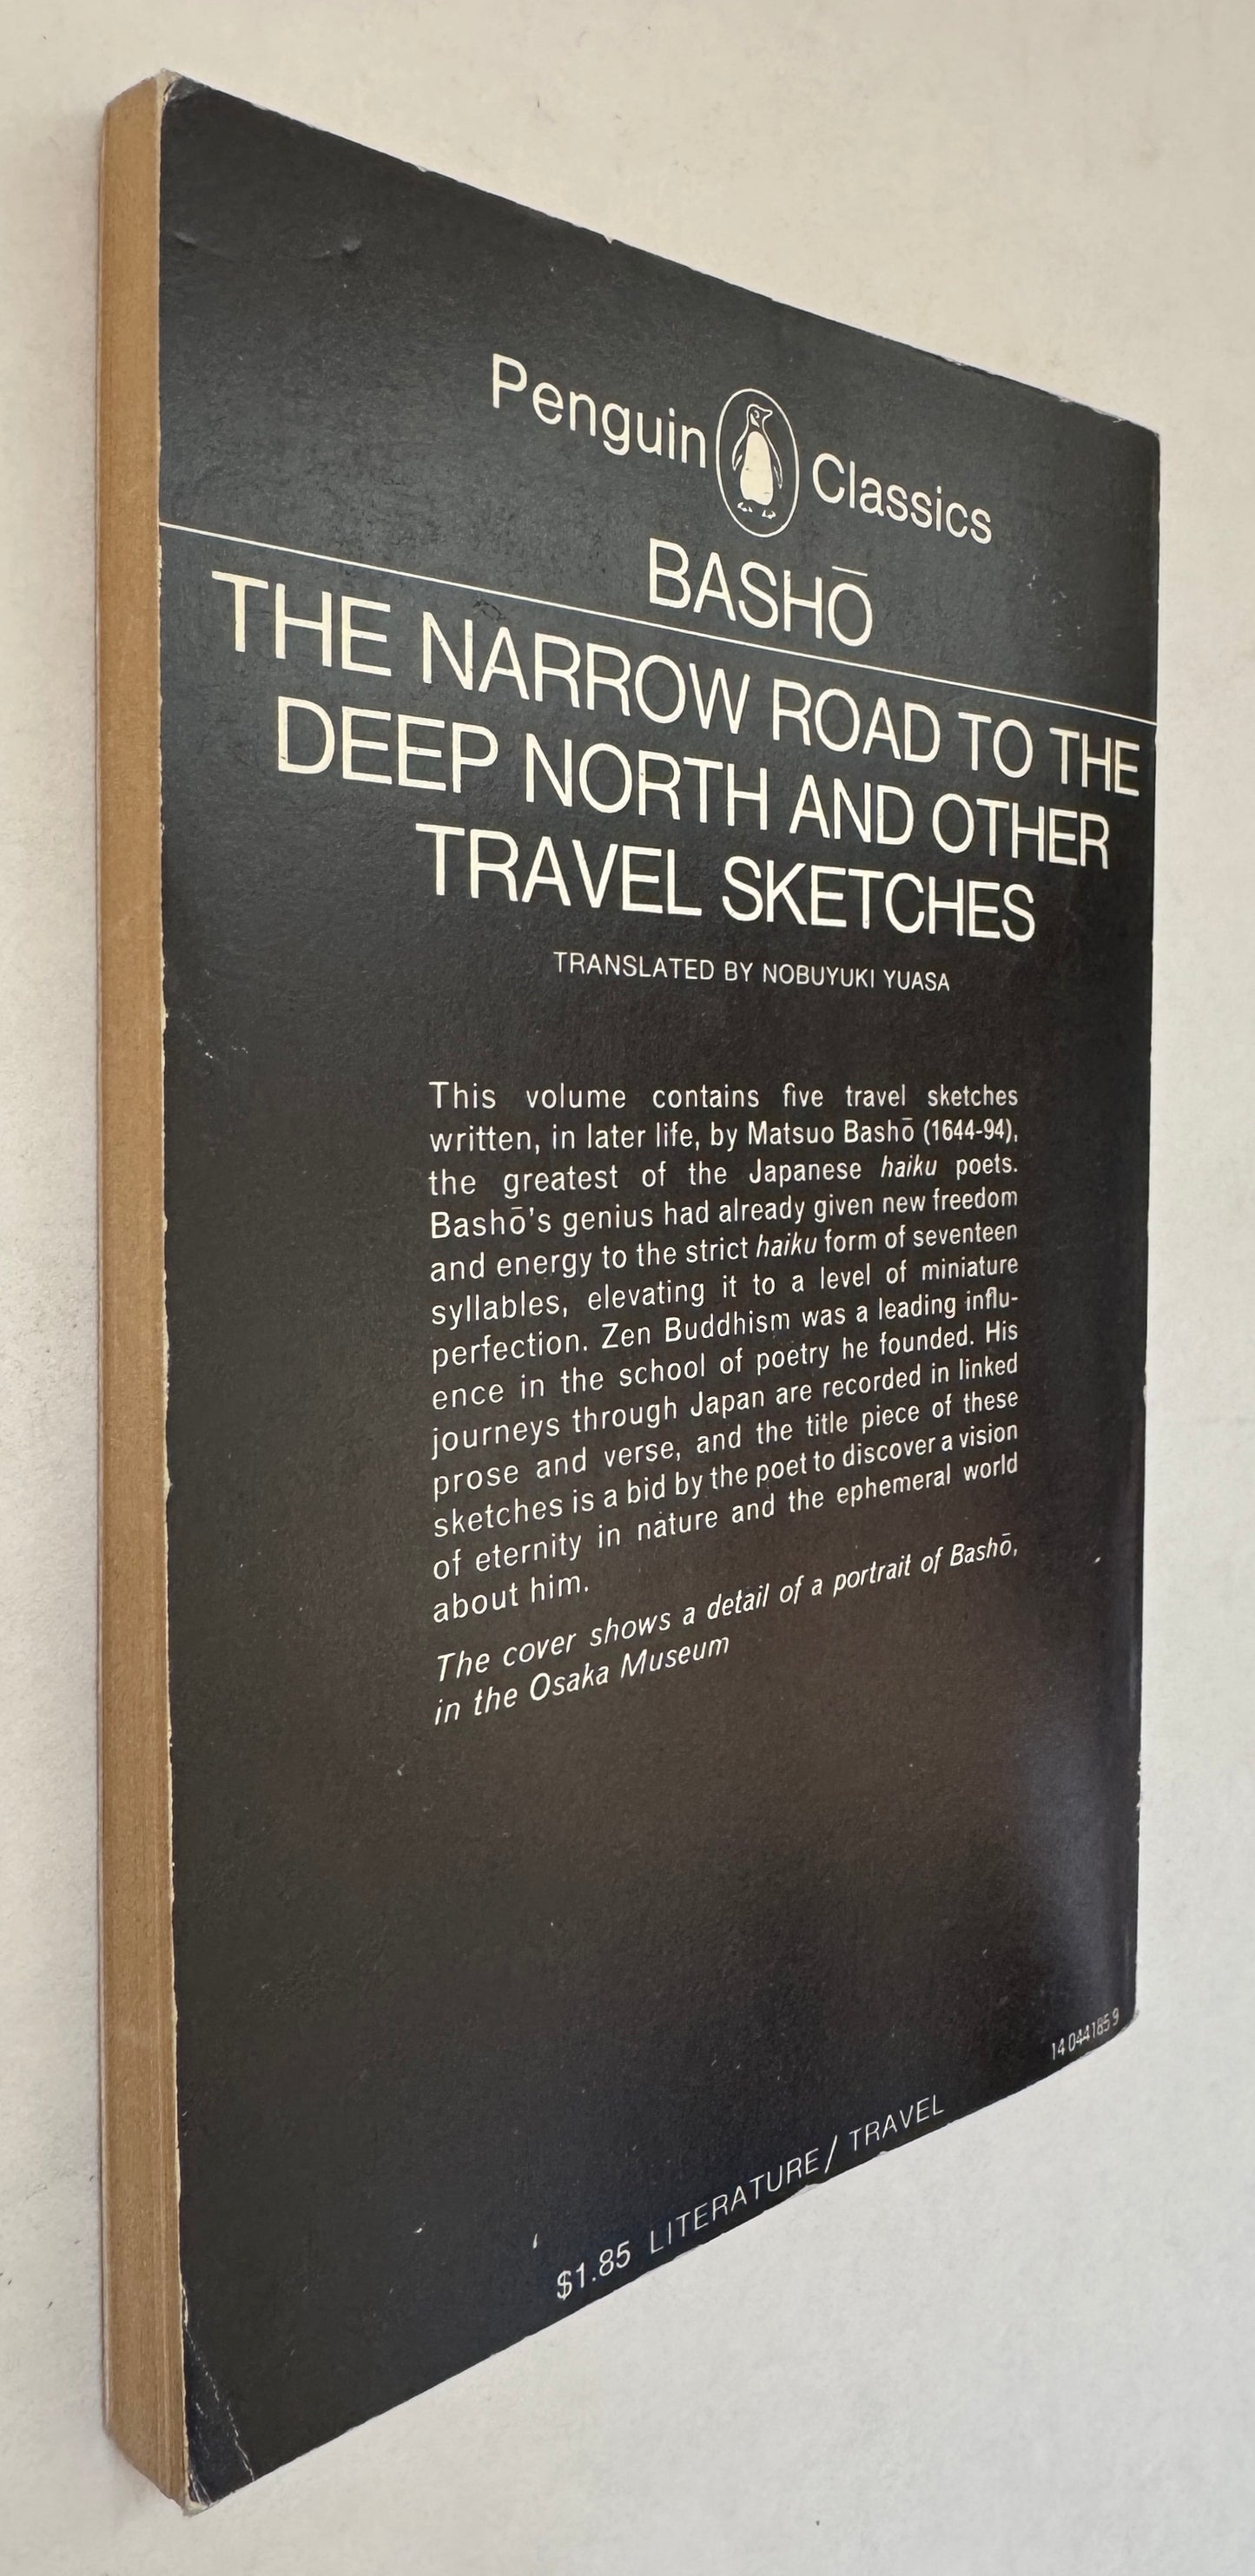 Penguin Classics
BASHŌ
THE NARROW ROAD TO THE
DEEP NORTH AND OTHER
TRAVEL SKETCHES
TRANSLATED BY NOBUYUKI YUASA
This volume contains five travel sketches
written, in later life, by Matsuo Bashō (1644-94),
the greatest of the Japanese haiku poets.
Bashō's genius had already given new freedom
and energy to the strict haiku form of seventeen
syllables, elevating it to a level of miniature
perfection. Zen Buddhism was a leading influ-
ence in the school of poetry he founded. His
journeys through Japan are recorded in linked
prose and verse, and the title piece of these
sketches is a bid by the poet to discover a vision
of eternity in nature and the ephemeral world
about him.
The cover shows a detail of a portrait of Bashō,
in the Osaka Museum
14 044185 9
$1.85 LITERATURE/ TRAVEL